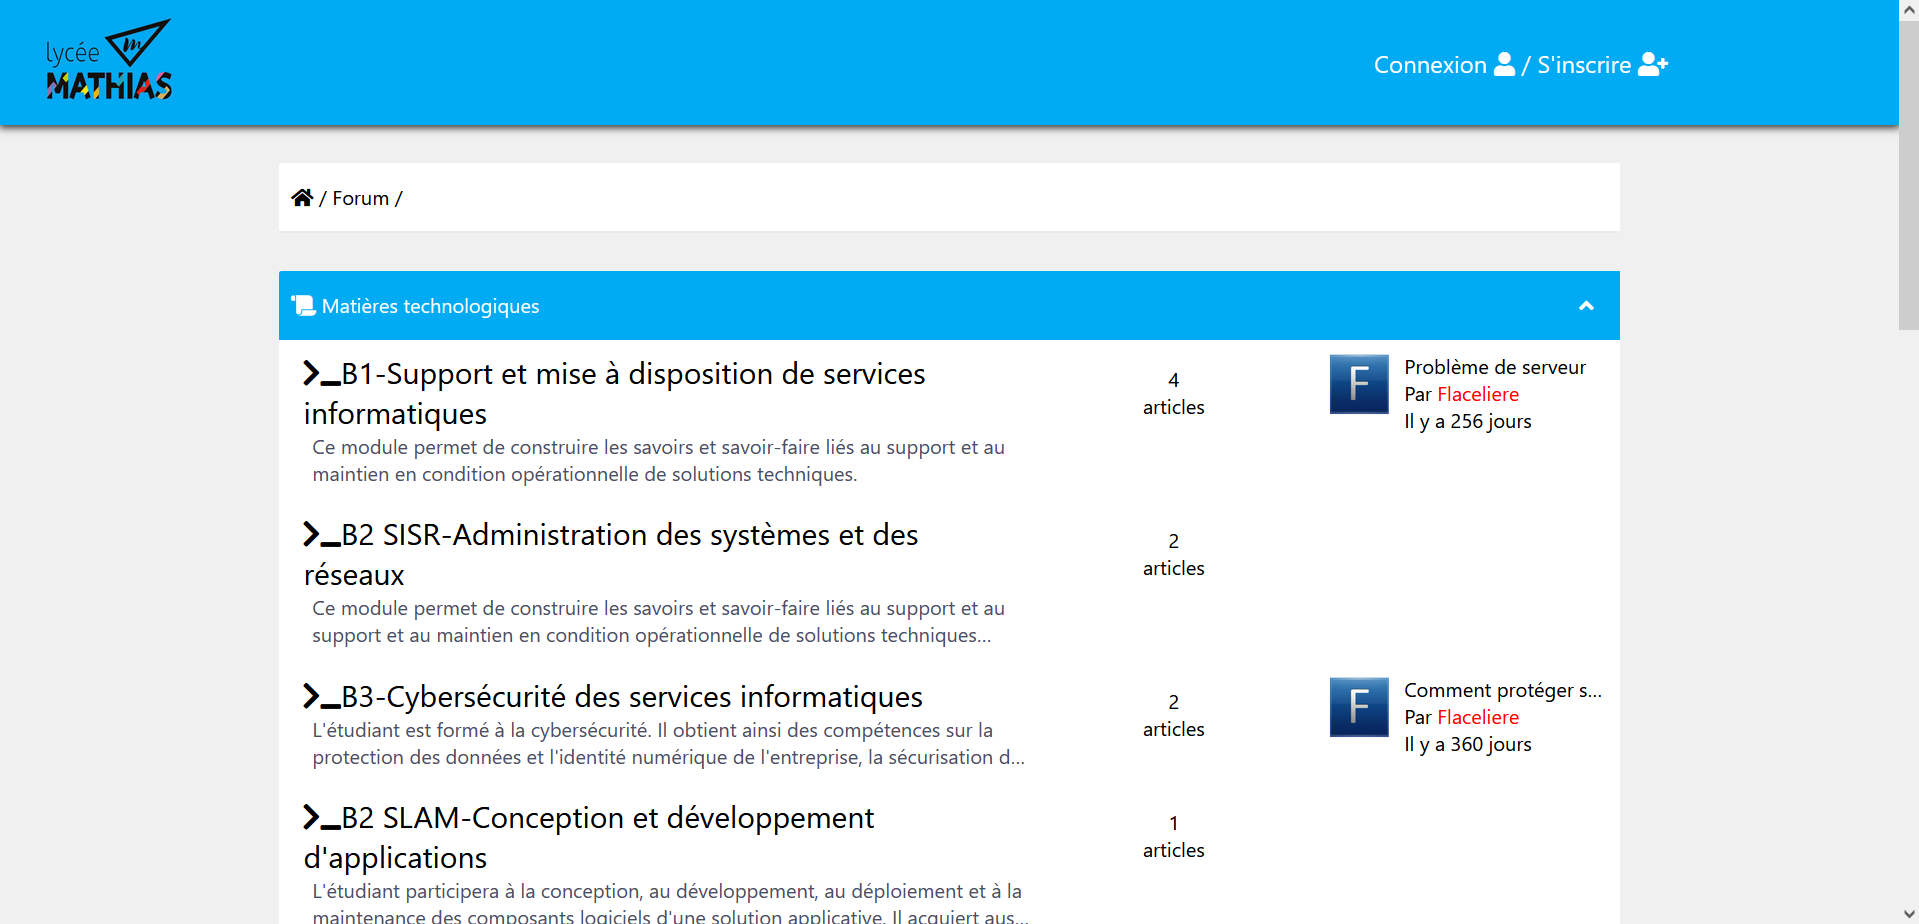 lycée
MATHIAS
Connexion / S'inscrire
/ Forum /
Matières technologiques
B1-Support et mise à disposition de services
informatiques
Ce module permet de construire les savoirs et savoir-faire liés au support et au
maintien en condition opérationnelle de solutions techniques.
4
articles
F
Problème de serveur
Par Flaceliere
Il y a 256 jours
B2 SISR-Administration des systèmes et des
réseaux
Ce module permet de construire les savoirs et savoir-faire liés au support et au
support et au maintien en condition opérationnelle de solutions techniques...
2
articles
B3-Cybersécurité des services informatiques
L'étudiant est formé à la cybersécurité. Il obtient ainsi des compétences sur la
protection des données et l'identité numérique de l'entreprise, la sécurisation d...
2
articles
F
Comment protéger s...
Par Flaceliere
Il y a 360 jours
B2 SLAM-Conception et développement
d'applications
L'étudiant participera à la conception, au développement, au déploiement et à la
maintenance des composants logiciels d'une solution applicative. Il acquiert aus...
1
articles